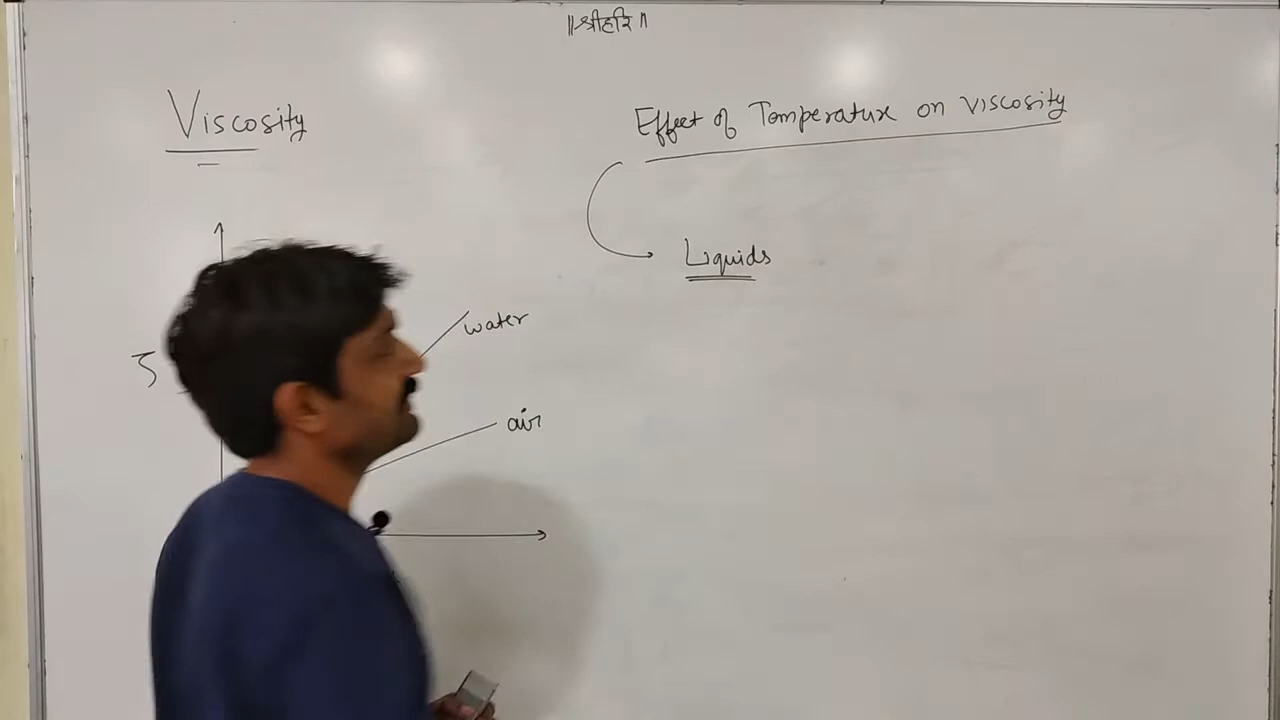 ॥श्रीहरि॥
Viscosity
Effect of Temperature on viscosity
Liquids
water
air